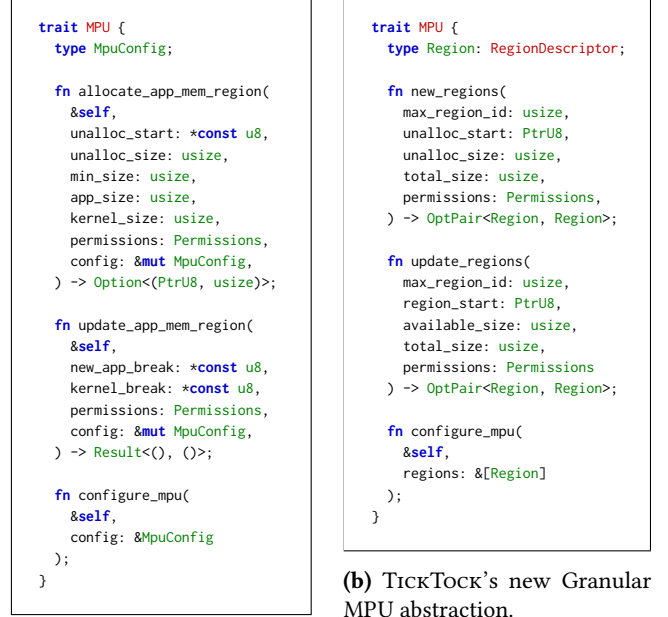 trait MPU {
  type MpuConfig;

  fn allocate_app_mem_region(
    &self,
    unalloc_start: *const u8,
    unalloc_size: usize,
    min_size: usize,
    app_size: usize,
    kernel_size: usize,
    permissions: Permissions,
    config: &mut MpuConfig,
  ) -> Option<(PtrU8, usize)>;

  fn update_app_mem_region(
    &self,
    new_app_break: *const u8,
    kernel_break: *const u8,
    permissions: Permissions,
    config: &mut MpuConfig,
  ) -> Result<(), ()>;

  fn configure_mpu(
    &self,
    config: &MpuConfig
  );
}

trait MPU {
  type Region: RegionDescriptor;

  fn new_regions(
    max_region_id: usize,
    unalloc_start: PtrU8,
    unalloc_size: usize,
    total_size: usize,
    permissions: Permissions,
  ) -> OptPair<Region, Region>;

  fn update_regions(
    max_region_id: usize,
    region_start: PtrU8,
    available_size: usize,
    total_size: usize,
    permissions: Permissions
  ) -> OptPair<Region, Region>;

  fn configure_mpu(
    &self,
    regions: &[Region]
  );
}

(b) TickTock's new Granular
MPU abstraction.